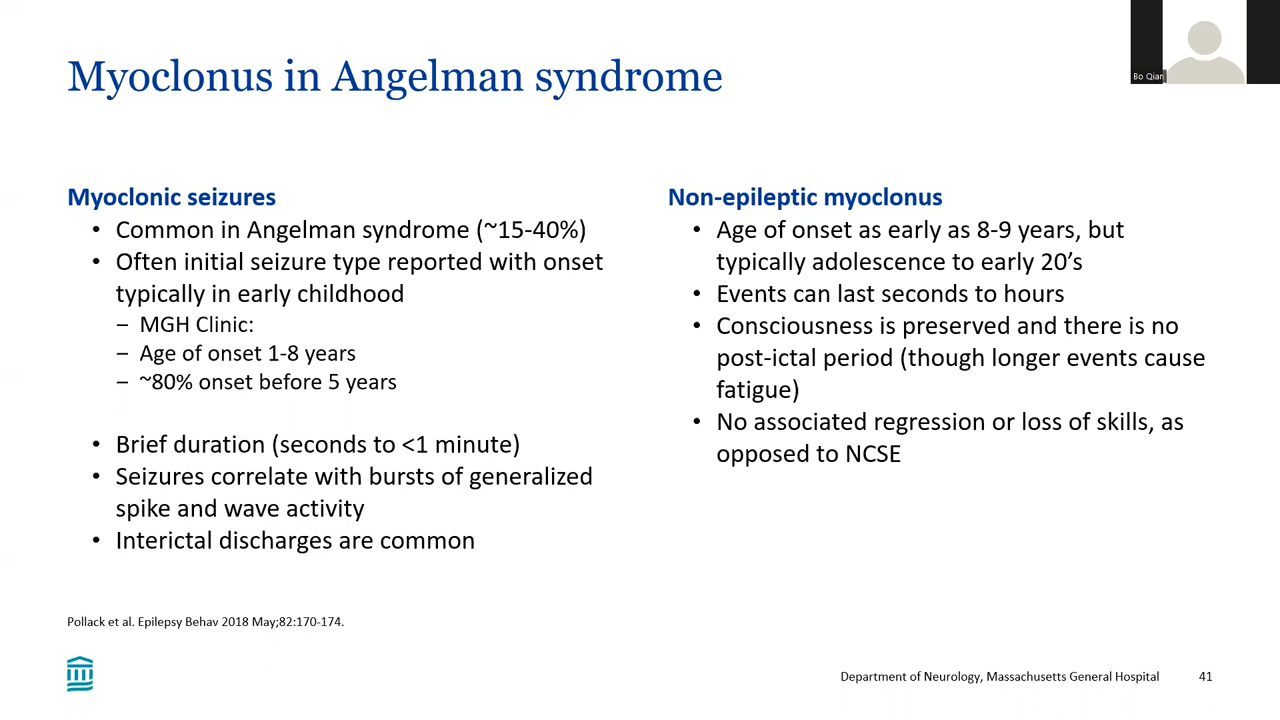 Myoclonus in Angelman syndrome
Bo Qian
Myoclonic seizures
• Common in Angelman syndrome (~15-40%)
• Often initial seizure type reported with onset
typically in early childhood
– MGH Clinic:
– Age of onset 1-8 years
– ~80% onset before 5 years
• Brief duration (seconds to <1 minute)
• Seizures correlate with bursts of generalized
spike and wave activity
• Interictal discharges are common
Non-epileptic myoclonus
• Age of onset as early as 8-9 years, but
typically adolescence to early 20’s
• Events can last seconds to hours
• Consciousness is preserved and there is no
post-ictal period (though longer events cause
fatigue)
• No associated regression or loss of skills, as
opposed to NCSE
Pollack et al. Epilepsy Behav 2018 May;82:170-174.
Department of Neurology, Massachusetts General Hospital 41